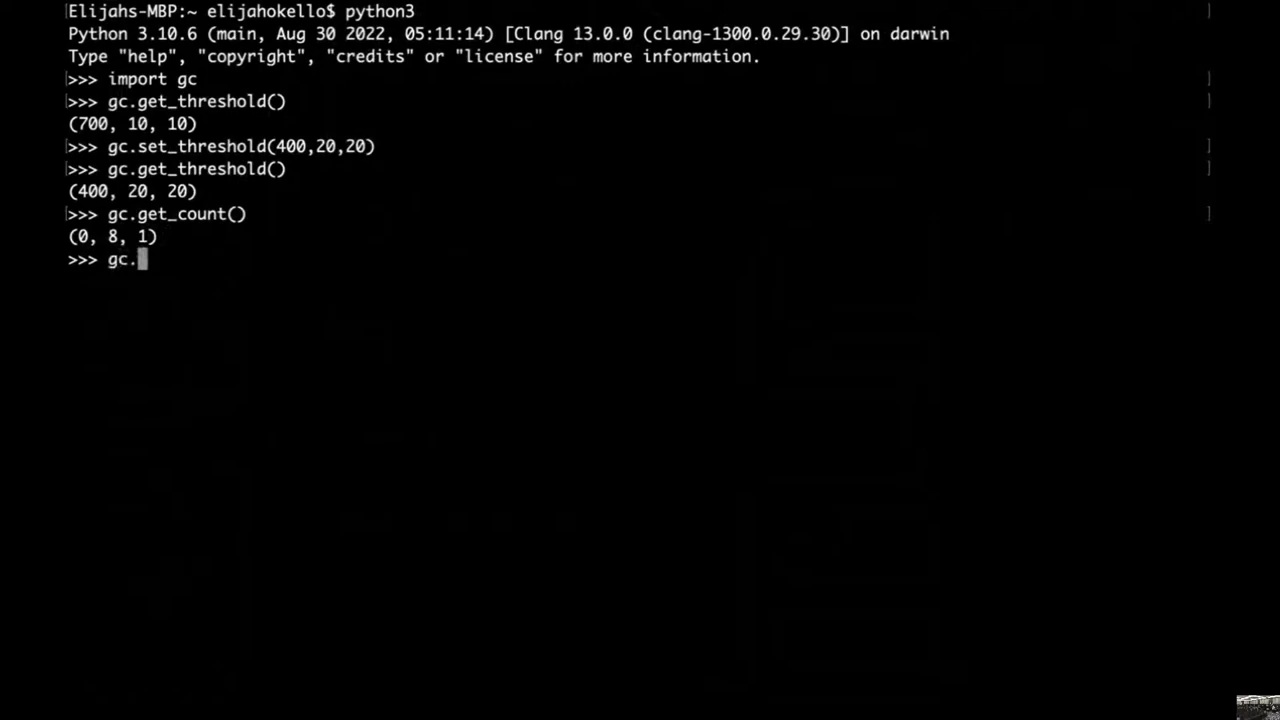 Elijahs-MBP:~ elijahokello$ python3
Python 3.10.6 (main, Aug 30 2022, 05:11:14) [Clang 13.0.0 (clang-1300.0.29.30)] on darwin
Type "help", "copyright", "credits" or "license" for more information.
>>> import gc
>>> gc.get_threshold()
(700, 10, 10)
>>> gc.set_threshold(400,20,20)
>>> gc.get_threshold()
(400, 20, 20)
>>> gc.get_count()
(0, 8, 1)
>>> gc.